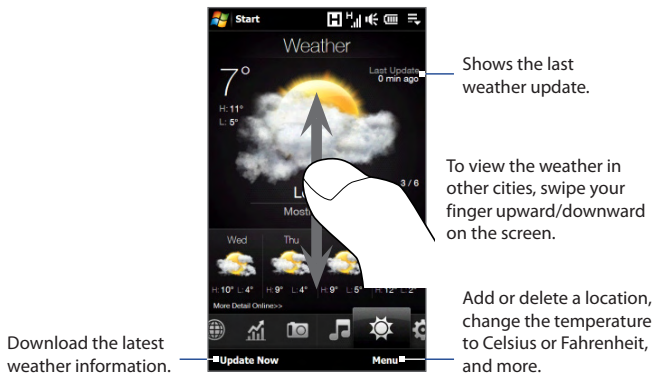 Start
Weather
7°
Last Update
0 min ago
H: 11°
L: 5°
3 / 6
Wed
Thu
H: 10° L: 4°
H: 9° L: 4°
H: 9° L: 5°
H: 12° L: 2°
More Detail Online>>
Update Now
Menu
Shows the last
weather update.
To view the weather in
other cities, swipe your
finger upward/downward
on the screen.
Add or delete a location,
change the temperature
to Celsius or Fahrenheit,
and more.
Download the latest
weather information.